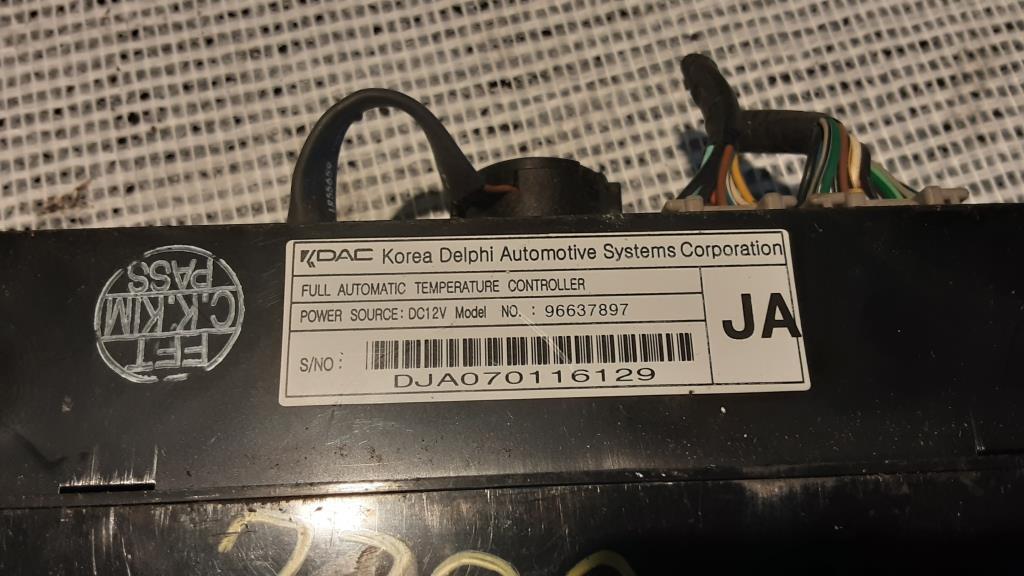 KDAC Korea Delphi Automotive Systems Corporation
FULL AUTOMATIC TEMPERATURE CONTROLLER
POWER SOURCE: DC12V Model NO. : 96637897
JA
S/NO :
DJA070116129
FFT
C.K.KIM
PASS